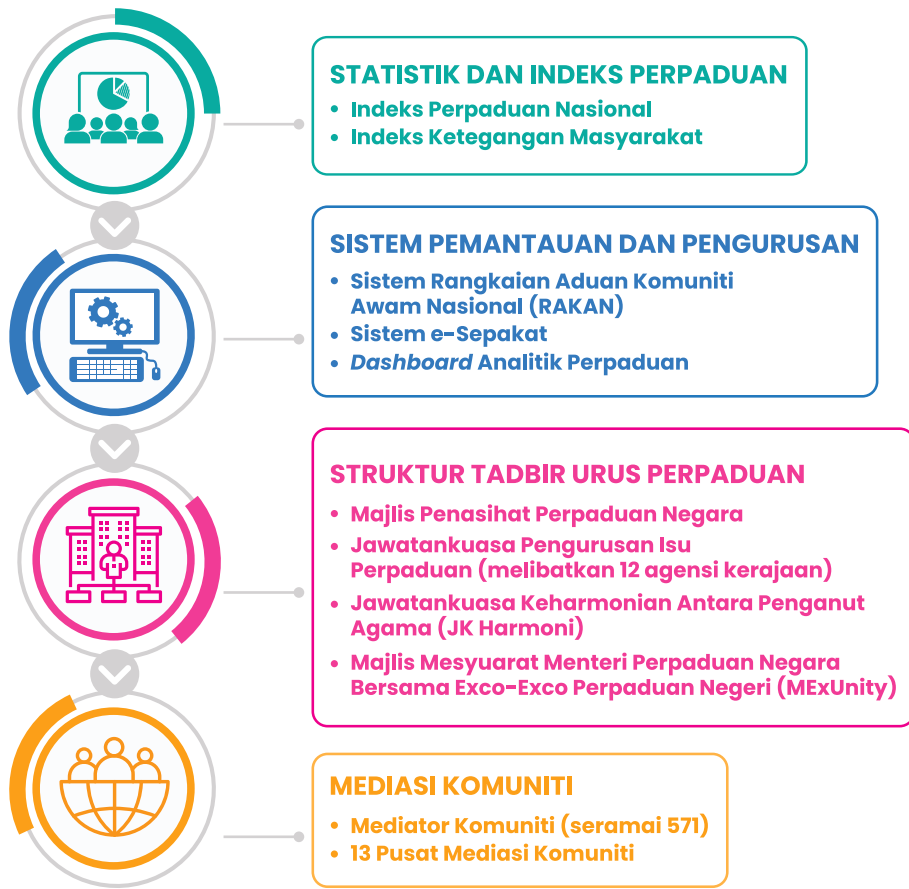 STATISTIK DAN INDEKS PERPADUAN
• Indeks Perpaduan Nasional
• Indeks Ketegangan Masyarakat
SISTEM PEMANTAUAN DAN PENGURUSAN
• Sistem Rangkaian Aduan Komuniti
Awam Nasional (RAKAN)
• Sistem e-Sepakat
• Dashboard Analitik Perpaduan
STRUKTUR TADBIR URUS PERPADUAN
• Majlis Penasihat Perpaduan Negara
• Jawatankuasa Pengurusan Isu
Perpaduan (melibatkan 12 agensi kerajaan)
• Jawatankuasa Keharmonian Antara Penganut
Agama (JK Harmoni)
• Majlis Mesyuarat Menteri Perpaduan Negara
Bersama Exco-Exco Perpaduan Negeri (MExUnity)
MEDIASI KOMUNITI
• Mediator Komuniti (seramai 571)
• 13 Pusat Mediasi Komuniti